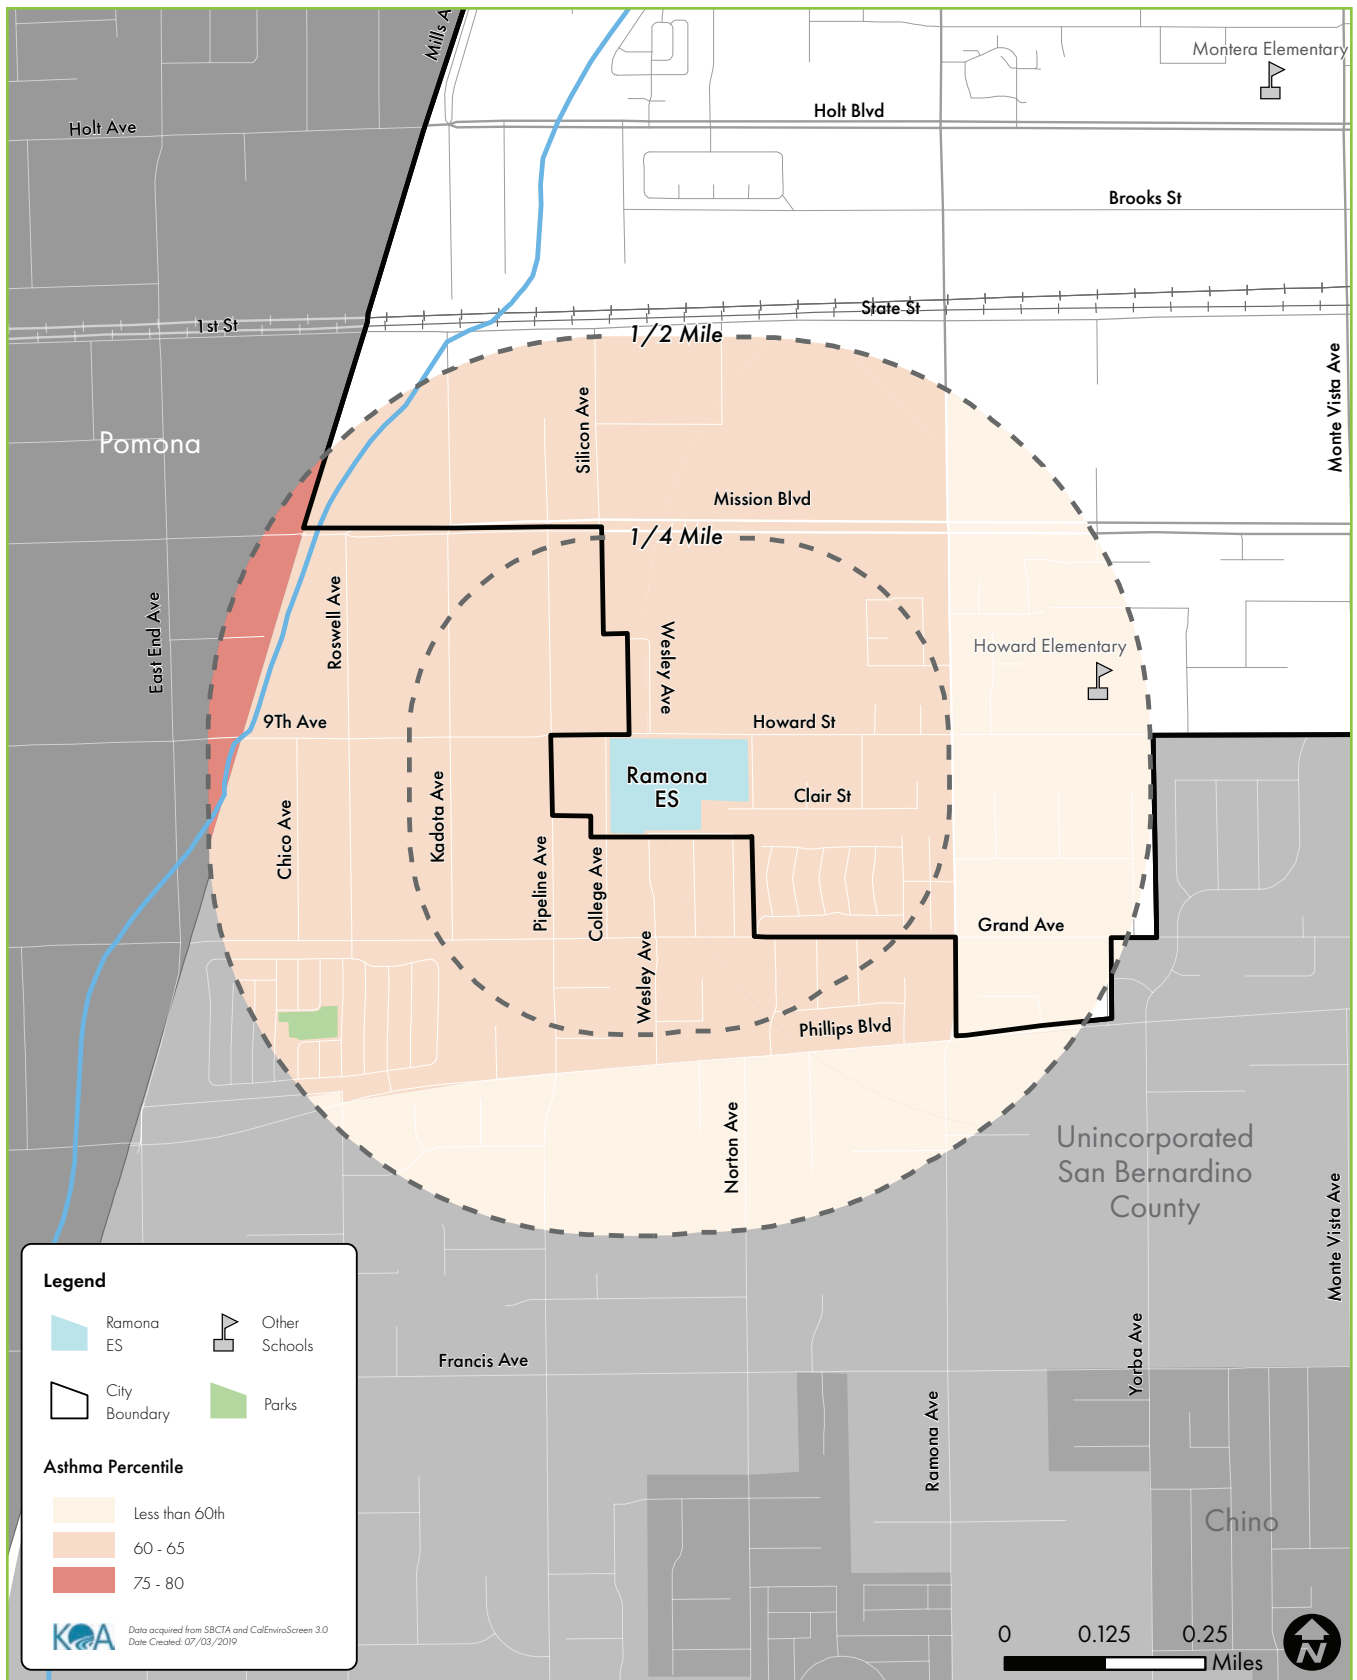 Mills A
Montera Elementary
Holt Ave
Holt Blvd
Brooks St
State St
1st St
1/2 Mile
Monte Vista Ave
Silicon Ave
Pomona
Mission Blvd
1/4 Mile
Roswell Ave
East End Ave
Wesley Ave
Howard Elementary
9Th Ave
Howard St
Ramona
ES
Clair St
Kadota Ave
Chico Ave
Pipeline Ave
College Ave
Grand Ave
Wesley Ave
Phillips Blvd
Norton Ave
Unincorporated
San Bernardino
County
Monte Vista Ave
Yorba Ave
Francis Ave
Ramona Ave
Chino
Legend
Ramona
ES
Other
Schools
City
Boundary
Parks
Asthma Percentile
Less than 60th
60 - 65
75 - 80
KOA
Data acquired from SBCTA and CalEnviroScreen 3.0
Date Created: 07/03/2019
0 0.125 0.25
Miles
N